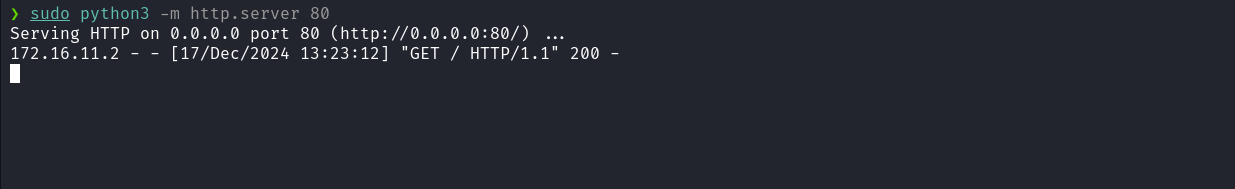 ❯ sudo python3 -m http.server 80
Serving HTTP on 0.0.0.0 port 80 (http://0.0.0.0:80/) ...
172.16.11.2 - - [17/Dec/2024 13:23:12] "GET / HTTP/1.1" 200 -